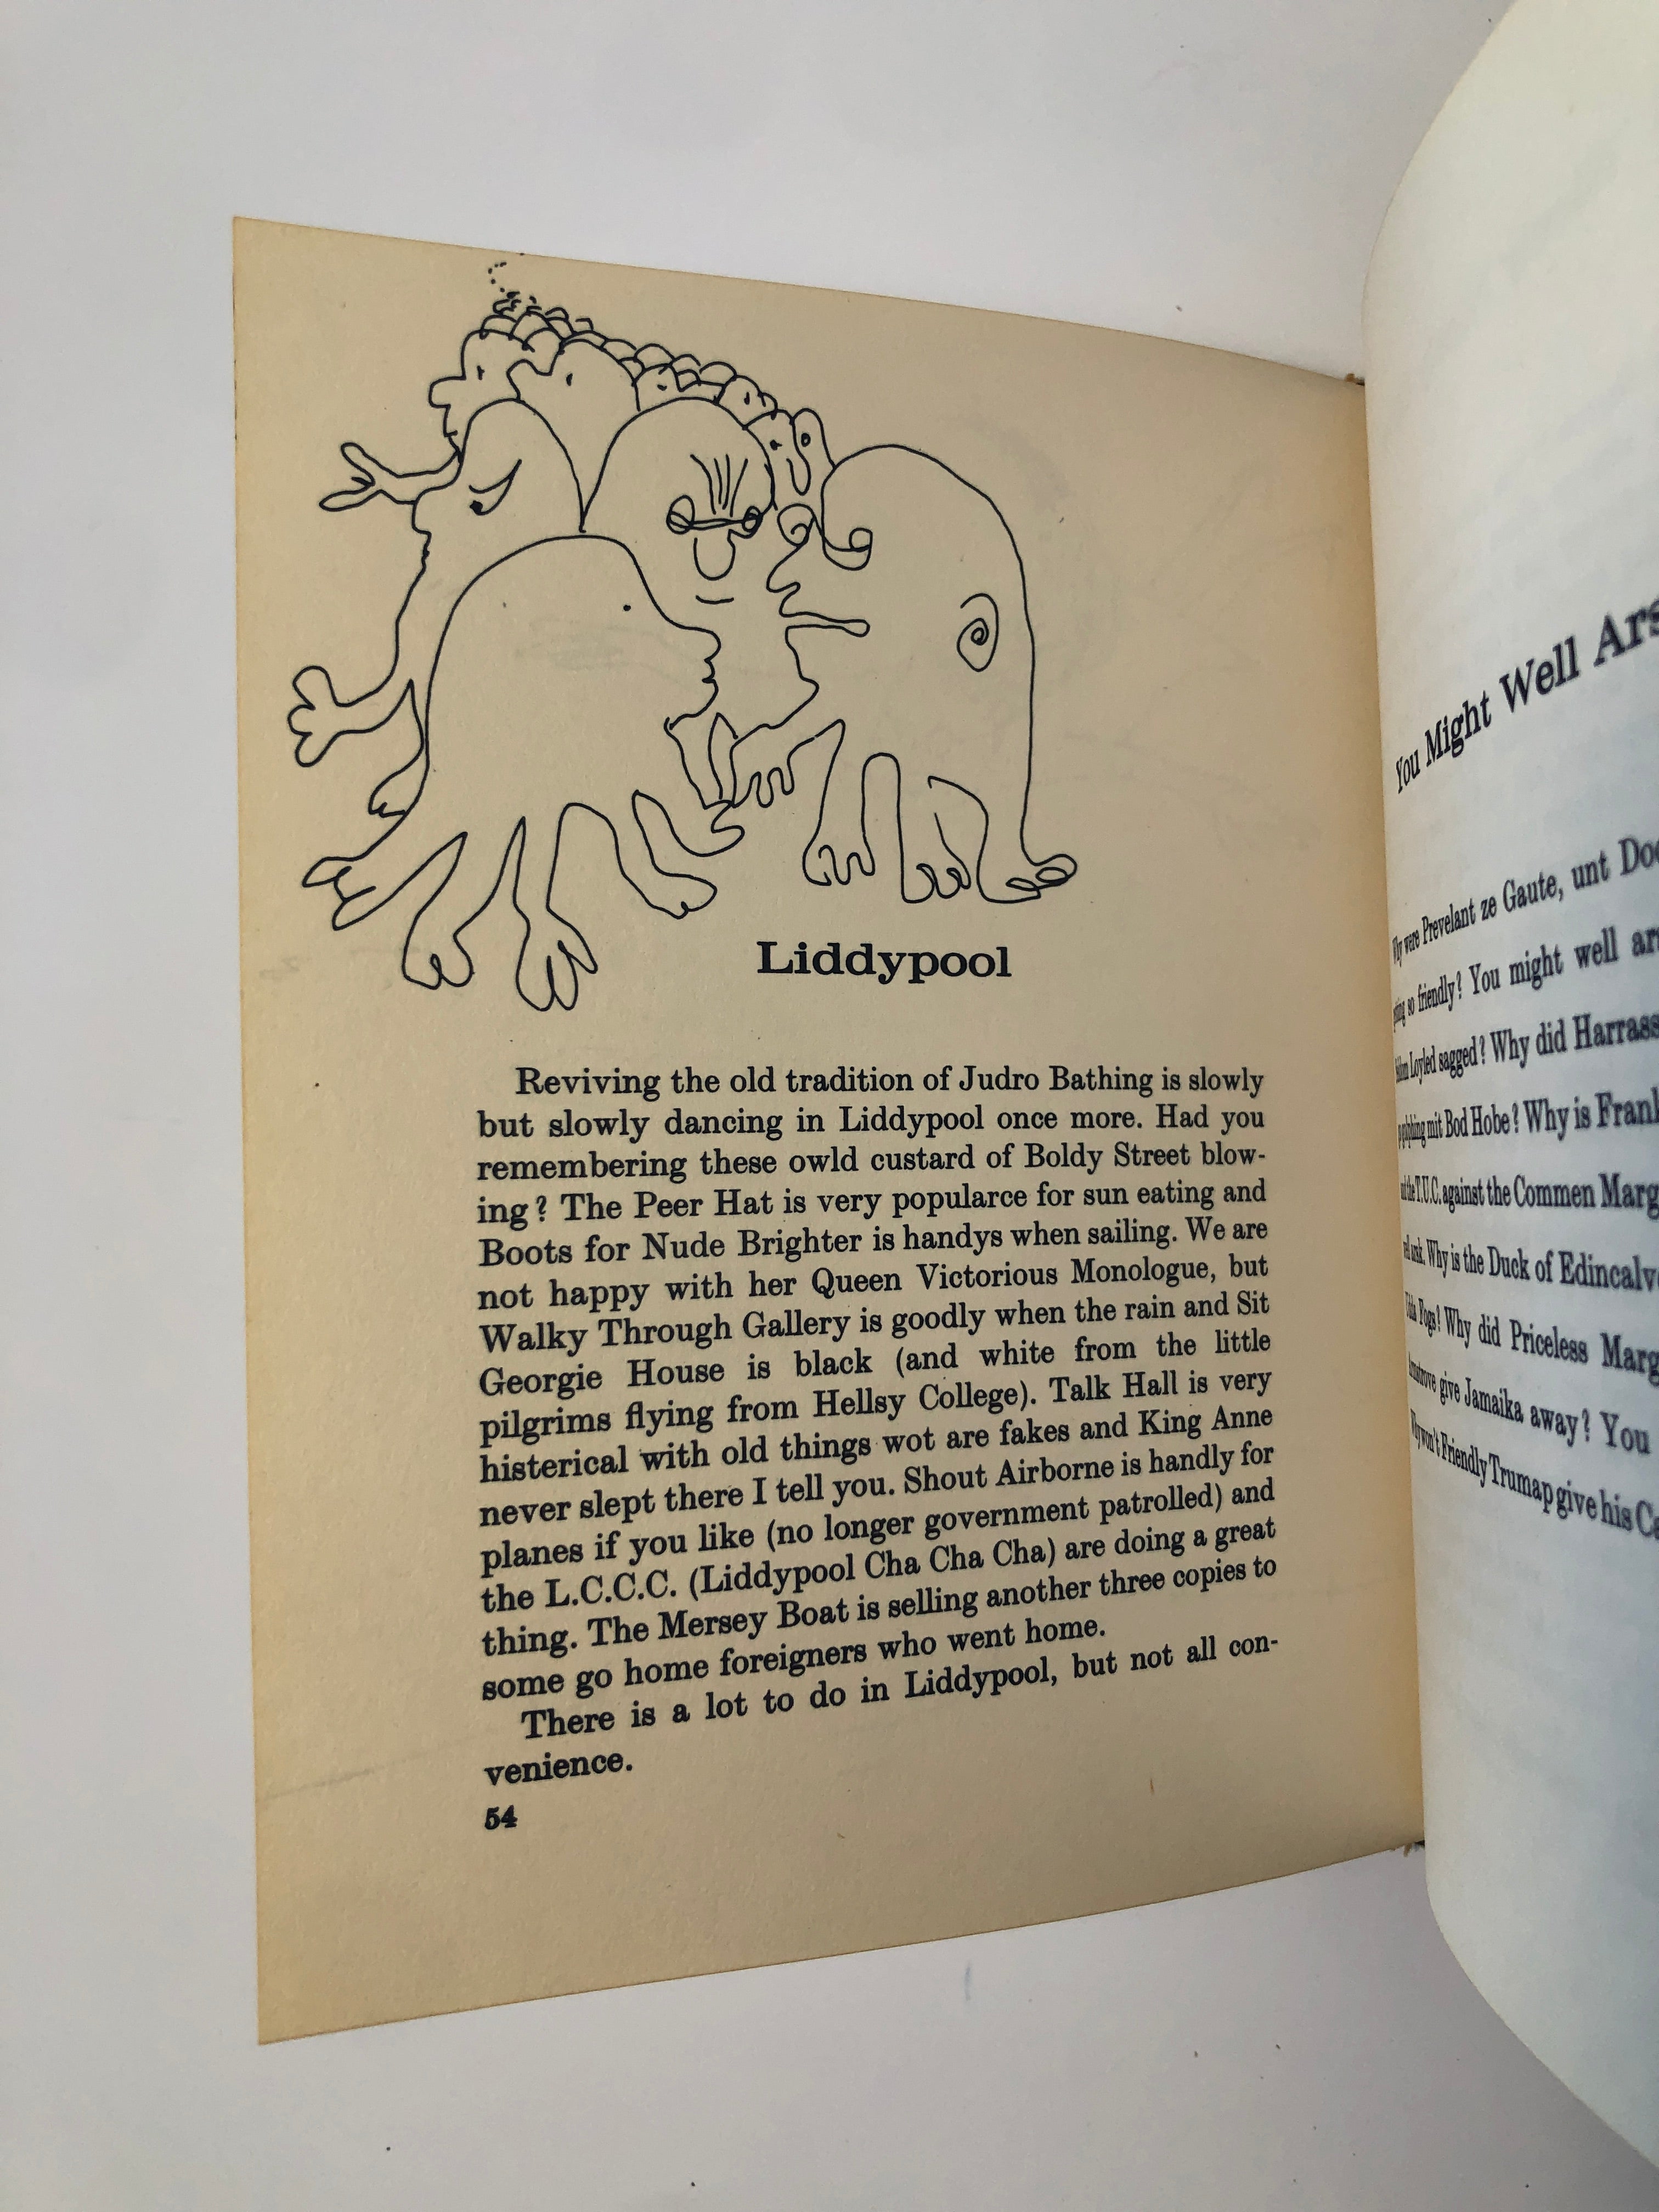 Liddypool
Reviving the old tradition of Judro Bathing is slowly
but slowly dancing in Liddypool once more. Had you
remembering these owld custard of Boldy Street blow-
ing? The Peer Hat is very popularce for sun eating and
Boots for Nude Brighter is handys when sailing. We are
not happy with her Queen Victorious Monologue, but
Walky Through Gallery is goodly when the rain and Sit
Georgie House is black (and white from the little
pilgrims flying from Hellsy College). Talk Hall is very
histerical with old things wot are fakes and King Anne
never slept there I tell you. Shout Airborne is handly for
planes if you like (no longer government patrolled) and
the L.C.C.C. (Liddypool Cha Cha Cha) are doing a great
thing. The Mersey Boat is selling another three copies to
some go home foreigners who went home.
There is a lot to do in Liddypool, but not all con-
venience.
54
You Might Well
were Prevelant ze Gaute, unt
so friendly? You might well
Loyled sagged? Why did
mit Bod Hobe? Why is
the T.U.C. against the Commen
Why is the Duck of
Why did Priceless
give Jamaika away? You
won't Friendly Trumap give his